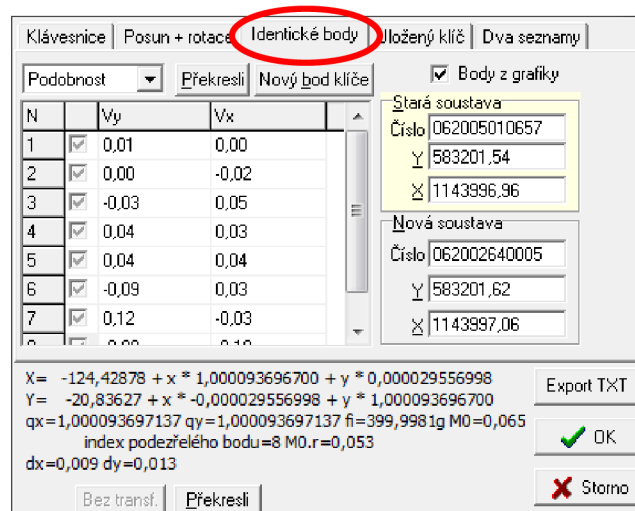 Klávesnice Posun + rotace Identické body Uložený klíč Dva seznamy
Podobnost Překresli Nový bod klíče Body z grafiky
N Vy Vx
1 0,01 0,00
2 0,00 -0,02
3 -0,03 0,05
4 0,04 0,03
5 0,04 0,04
6 -0,09 0,03
7 0,12 -0,03
Stará soustava
Číslo 062005010657
Y 583201,54
X 1143996,96
Nová soustava
Číslo 062002640005
Y 583201,62
X 1143997,06
X= -124,42878 + x * 1,000093696700 + y * 0,000029556998
Y= -20,83627 + x * -0,000029556998 + y * 1,000093696700
qx=1,000093697137 qy=1,000093697137 fi=399,9981g M0=0,065
index podezřelého bodu=8 M0.r=0,053
dx=0,009 dy=0,013
Bez transf. Překresli
Export TXT
OK
Storno